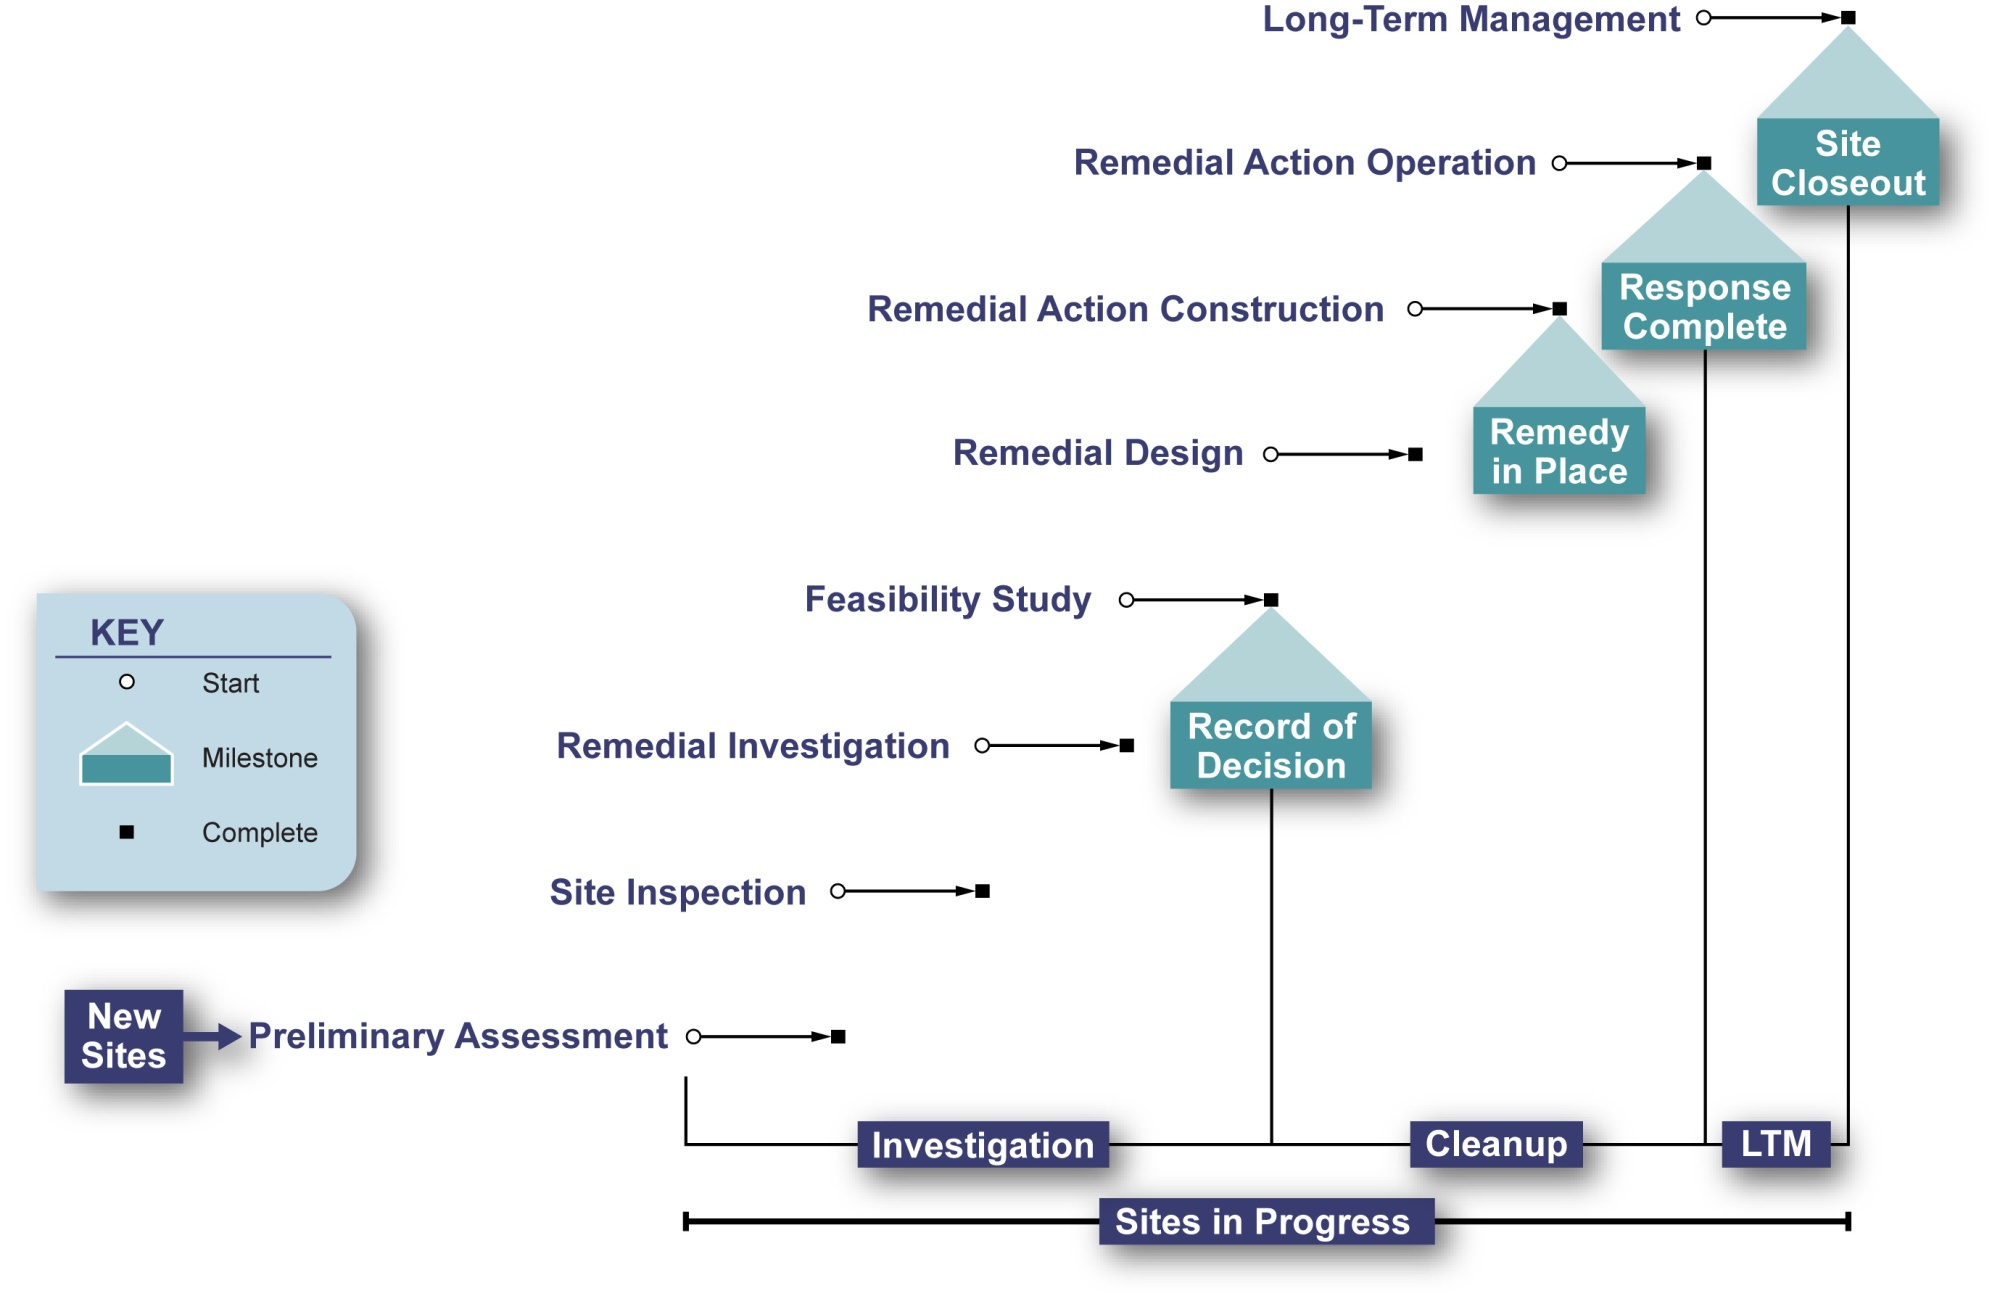 Long-Term Management
Site
Closeout
Remedial Action Operation
Response
Complete
Remedial Action Construction
Remedy
in Place
Remedial Design
Feasibility Study
Record of
Decision
Remedial Investigation
Site Inspection
KEY
Start
Milestone
Complete
New
Sites
Preliminary Assessment
Investigation
Cleanup
LTM
Sites in Progress